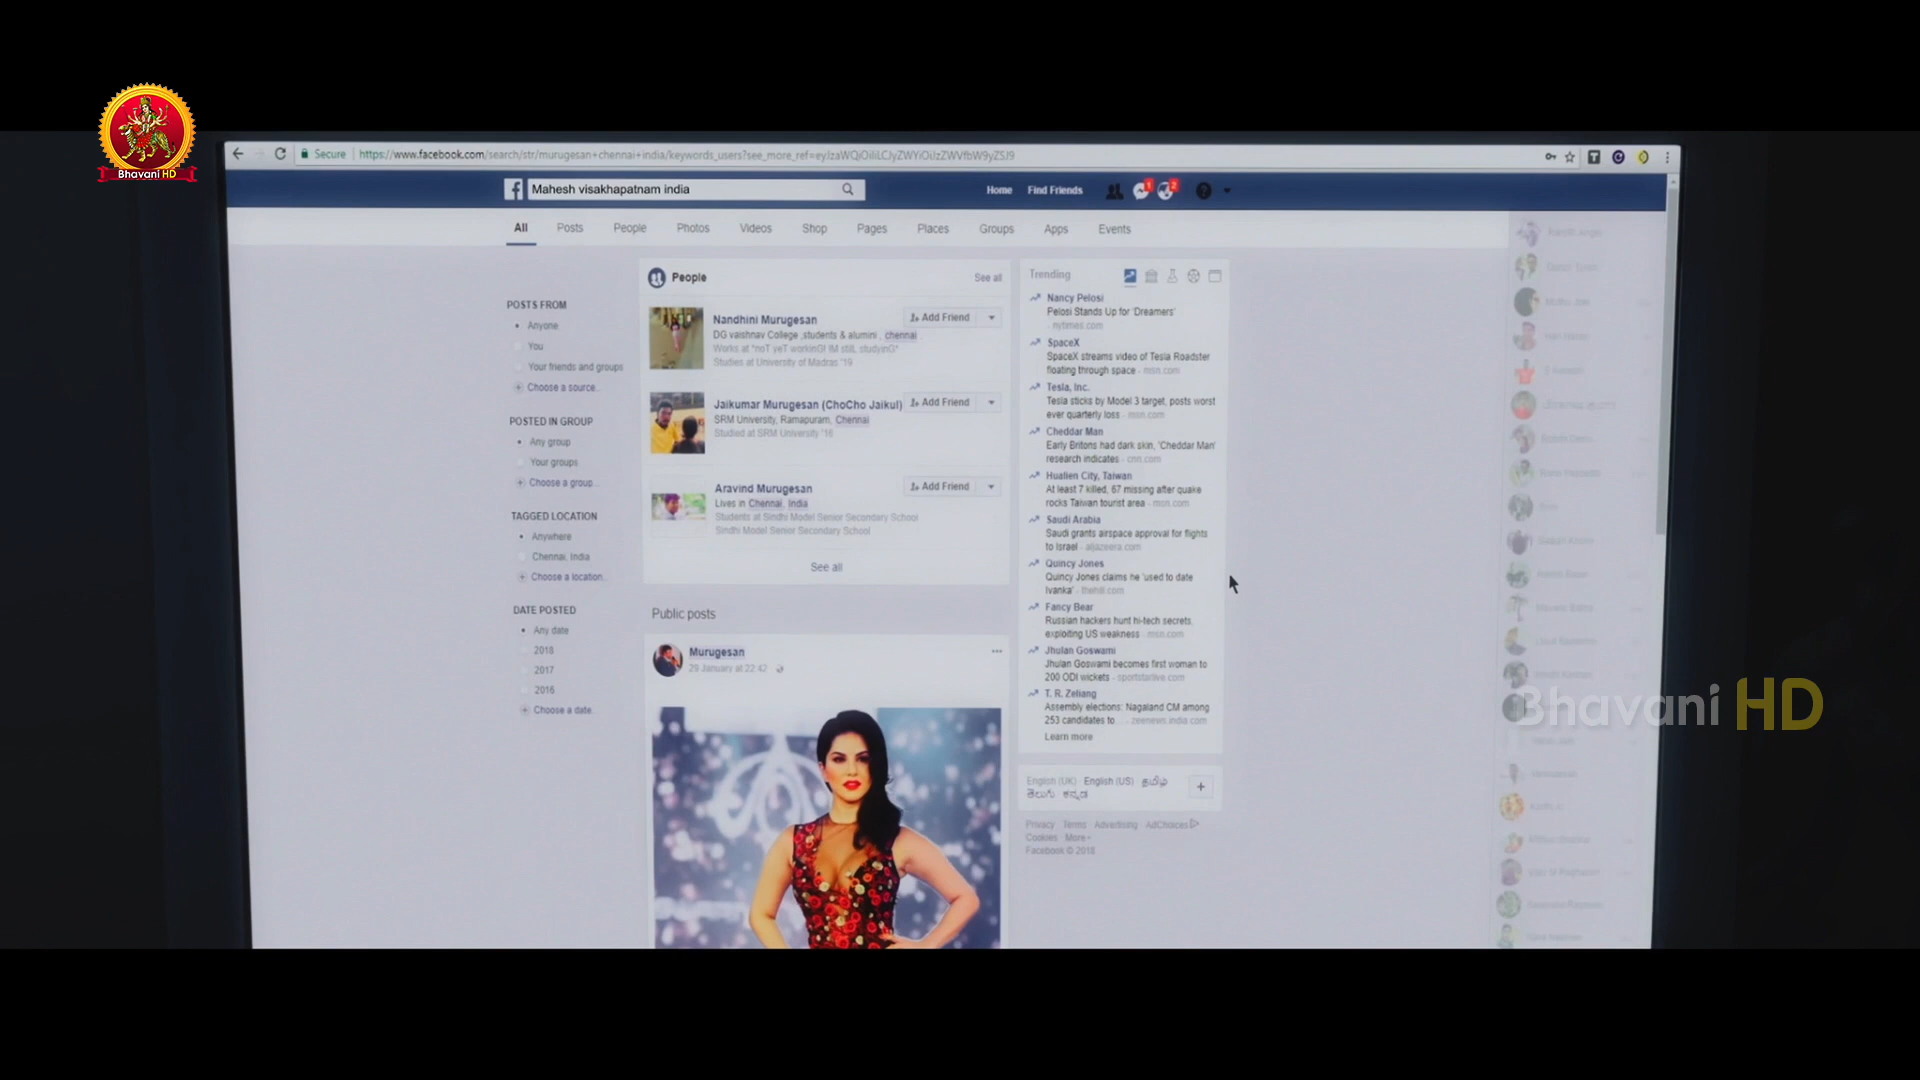 Bhavani HD
Secure
https://www.facebook.com/search/str/murugesan+chennai+india/keywords_users?see_more_ref=eyJzaWQiOiIiLCJyZWYiOiJzZWVfbW9yZSJ9
Mahesh visakhapatnam india
Home Find Friends
All Posts People Photos Videos Shop Pages Places Groups Apps Events
POSTS FROM
Anyone
You
Your friends and groups
Choose a source..
POSTED IN GROUP
Any group
Your groups
Choose a group...
TAGGED LOCATION
Anywhere
Chennai, India
Choose a location...
DATE POSTED
Any date
2018
2017
2016
Choose a date...
People See all
Nandhini Murugesan
Add Friend
DG vaishnav College ,students & alumini , chennai
Works at "noT yeT workinG! IM stilL studyinG"
Studies at University of Madras '19
Jaikumar Murugesan (ChoCho Jaikul)
Add Friend
SRM University, Ramapuram, Chennai
Studied at SRM University '16
Aravind Murugesan
Add Friend
Lives in Chennai, India
Students at Sindhi Model Senior Secondary School
Sindhi Model Senior Secondary School
See all
Public posts
Murugesan
29 January at 22:42
Trending
Nancy Pelosi
Pelosi Stands Up for 'Dreamers'
- nytimes.com
SpaceX
SpaceX streams video of Tesla Roadster
floating through space - msn.com
Tesla, Inc.
Tesla sticks by Model 3 target, posts worst
ever quarterly loss - msn.com
Cheddar Man
Early Britons had dark skin, 'Cheddar Man'
research indicates - cnn.com
Hualien City, Taiwan
At least 7 killed, 67 missing after quake
rocks Taiwan tourist area - msn.com
Saudi Arabia
Saudi grants airspace approval for flights
to Israel - aljazeera.com
Quincy Jones
Quincy Jones claims he 'used to date
Ivanka' - thehill.com
Fancy Bear
Russian hackers hunt hi-tech secrets,
exploiting US weakness - msn.com
Jhulan Goswami
Jhulan Goswami becomes first woman to
200 ODI wickets - sportstarlive.com
T. R. Zeliang
Assembly elections: Nagaland CM among
253 candidates to ... - zeenews.india.com
Learn more
English (UK) English (US) தமிழ்
తెలుగు ಕನ್ನಡ
Privacy Terms Advertising AdChoices
Cookies More
Facebook © 2018
Bhavani HD